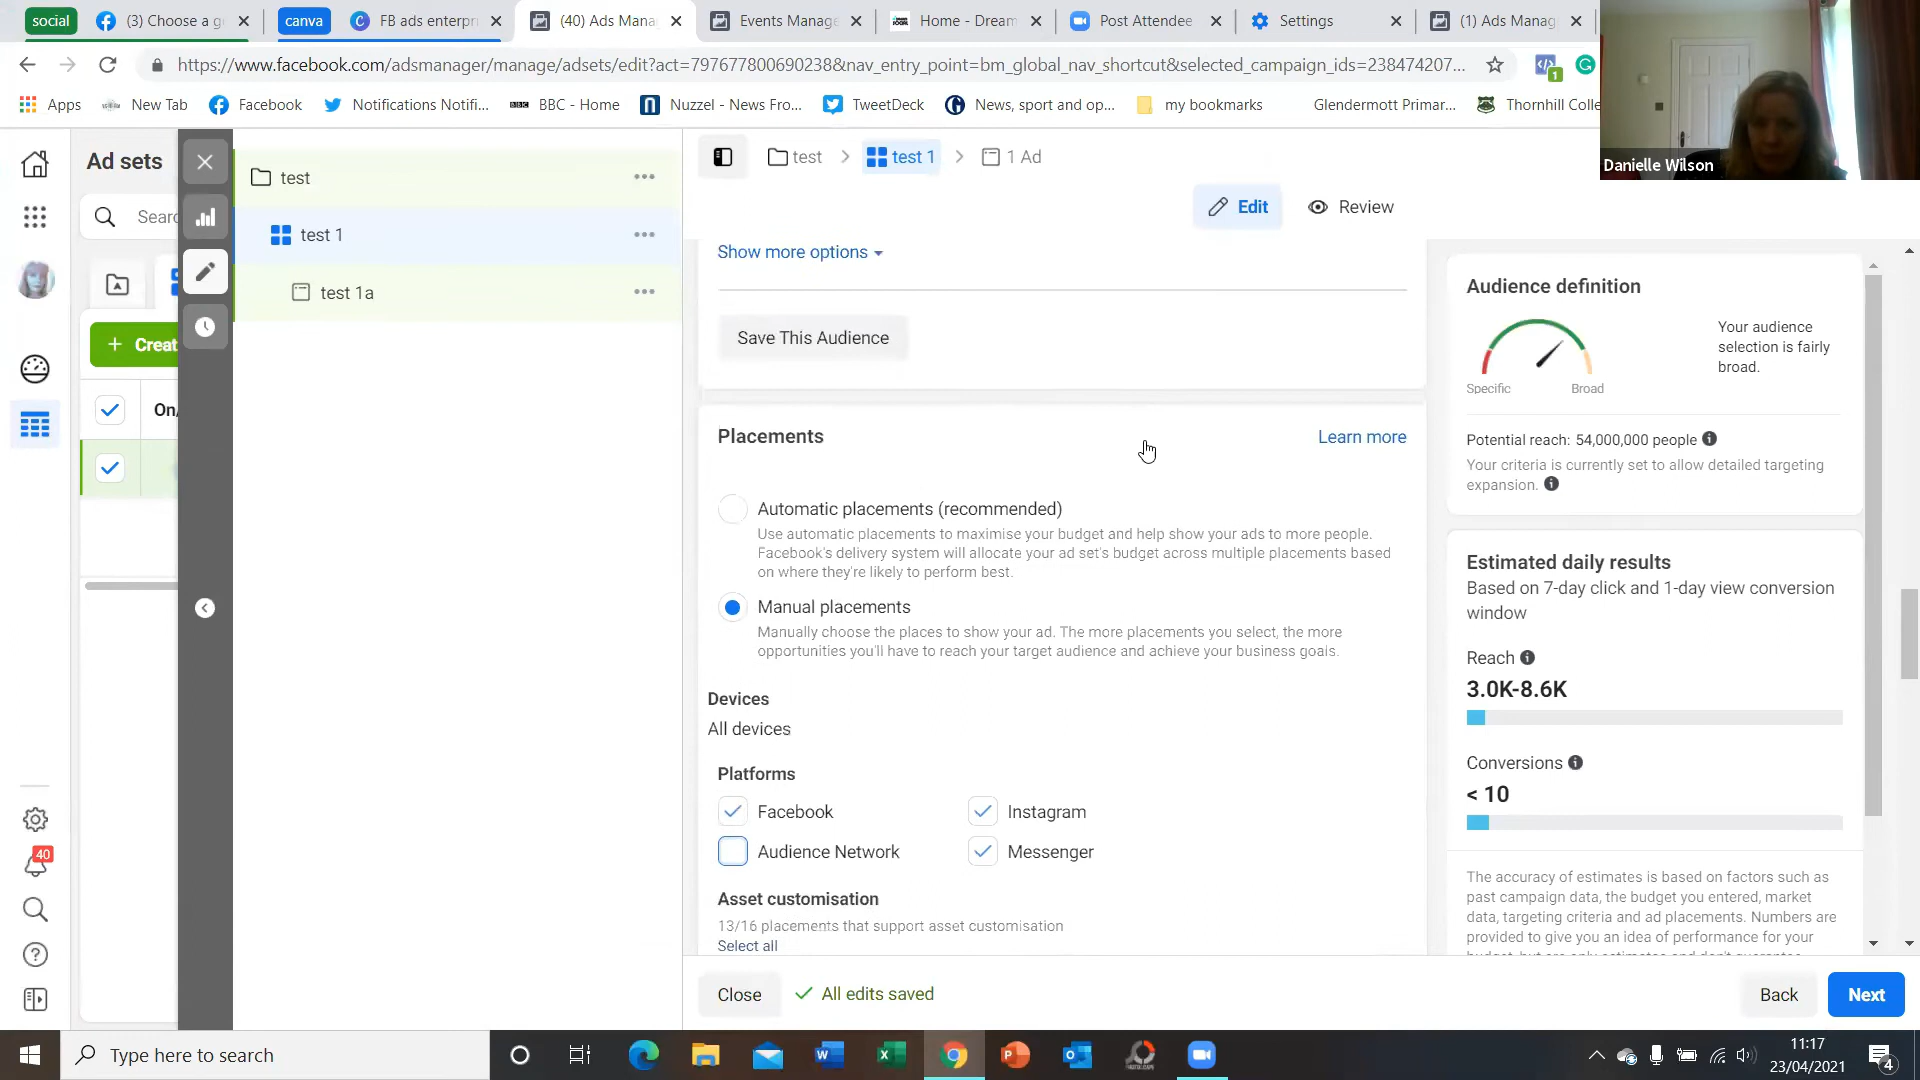 social
(3) Choose a g
canva
FB ads enterpri
(40) Ads Mana
Events Manage
Home - Dream
Post Attendee
Settings
(1) Ads Manag
https://www.facebook.com/adsmanager/manage/adsets/edit?act=797677800690238&nav_entry_point=bm_global_nav_shortcut&selected_campaign_ids=238474207...
1
Apps
New Tab
Facebook
Notifications Notifi...
BBC - Home
Nuzzel - News Fro...
TweetDeck
News, sport and op...
my bookmarks
Glendermott Primar...
Thornhill Colle
Danielle Wilson
Ad sets
Searc
+ Creat
On/
test
test 1
test 1a
test > test 1 > 1 Ad
Edit
Review
Show more options
Save This Audience
Placements
Learn more
Automatic placements (recommended)
Use automatic placements to maximise your budget and help show your ads to more people.
Facebook's delivery system will allocate your ad set's budget across multiple placements based
on where they're likely to perform best.
Manual placements
Manually choose the places to show your ad. The more placements you select, the more
opportunities you'll have to reach your target audience and achieve your business goals.
Devices
All devices
Platforms
Facebook
Instagram
Audience Network
Messenger
Asset customisation
13/16 placements that support asset customisation
Select all
Close
All edits saved
Back
Next
Audience definition
Your audience
selection is fairly
broad.
Specific
Broad
Potential reach: 54,000,000 people
Your criteria is currently set to allow detailed targeting
expansion.
Estimated daily results
Based on 7-day click and 1-day view conversion
window
Reach
3.0K-8.6K
Conversions
< 10
The accuracy of estimates is based on factors such as
past campaign data, the budget you entered, market
data, targeting criteria and ad placements. Numbers are
provided to give you an idea of performance for your
budget, but are only estimates and don't guarantee
40
Type here to search
11:17
23/04/2021
4